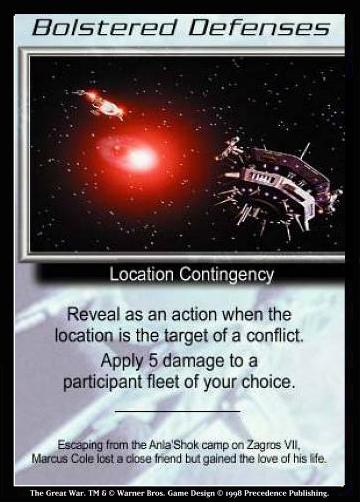 Bolstered Defenses
Location Contingency
Reveal as an action when the
location is the target of a conflict.
Apply 5 damage to a
participant fleet of your choice.
Escaping from the Anla'Shok camp on Zagros VII,
Marcus Cole lost a close friend but gained the love of his life.
The Great War. TM & © Warner Bros. Game Design © 1998 Precedence Publishing.